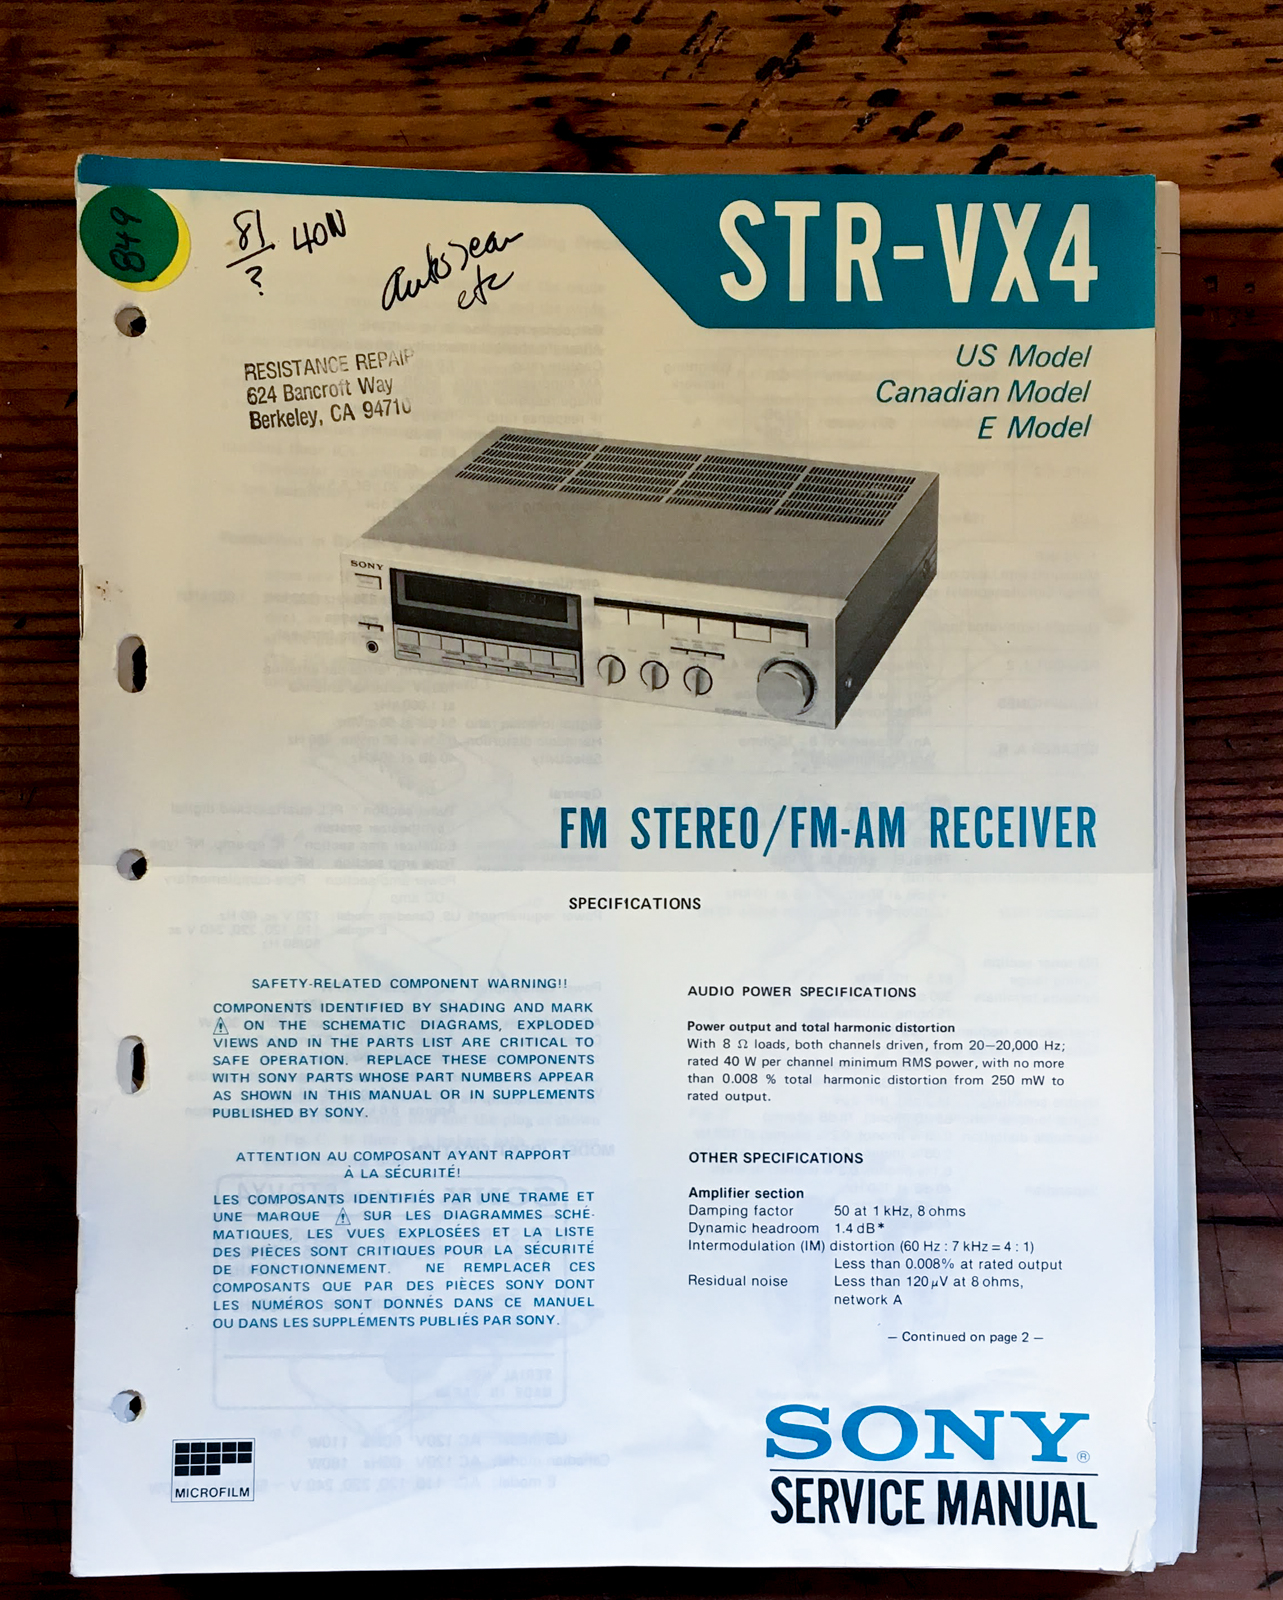 849
81
?
40W
etc
STR-VX4
US Model
Canadian Model
E Model
RESISTANCE REPAIR
624 Bancroft Way
Berkeley, CA 94710
SONY
FM STEREO/FM-AM RECEIVER
SPECIFICATIONS
SAFETY-RELATED COMPONENT WARNING!!
COMPONENTS IDENTIFIED BY SHADING AND MARK
⚠ ON THE SCHEMATIC DIAGRAMS, EXPLODED
VIEWS AND IN THE PARTS LIST ARE CRITICAL TO
SAFE OPERATION. REPLACE THESE COMPONENTS
WITH SONY PARTS WHOSE PART NUMBERS APPEAR
AS SHOWN IN THIS MANUAL OR IN SUPPLEMENTS
PUBLISHED BY SONY.
ATTENTION AU COMPOSANT AYANT RAPPORT
À LA SÉCURITÉ!
LES COMPOSANTS IDENTIFIÉS PAR UNE TRAME ET
UNE MARQUE ⚠ SUR LES DIAGRAMMES SCHÉ-
MATIQUES, LES VUES EXPLOSÉES ET LA LISTE
DES PIÈCES SONT CRITIQUES POUR LA SÉCURITÉ
DE FONCTIONNEMENT. NE REMPLACER CES
COMPOSANTS QUE PAR DES PIÈCES SONY DONT
LES NUMÉROS SONT DONNÉS DANS CE MANUEL
OU DANS LES SUPPLÉMENTS PUBLIÉS PAR SONY.
AUDIO POWER SPECIFICATIONS
Power output and total harmonic distortion
With 8 Ω loads, both channels driven, from 20–20,000 Hz;
rated 40 W per channel minimum RMS power, with no more
than 0.008 % total harmonic distortion from 250 mW to
rated output.
OTHER SPECIFICATIONS
Amplifier section
Damping factor 50 at 1 kHz, 8 ohms
Dynamic headroom 1.4 dB*
Intermodulation (IM) distortion (60 Hz : 7 kHz = 4 : 1)
Less than 0.008% at rated output
Residual noise Less than 120 µV at 8 ohms,
network A
— Continued on page 2 —
MICROFILM
SONY®
SERVICE MANUAL